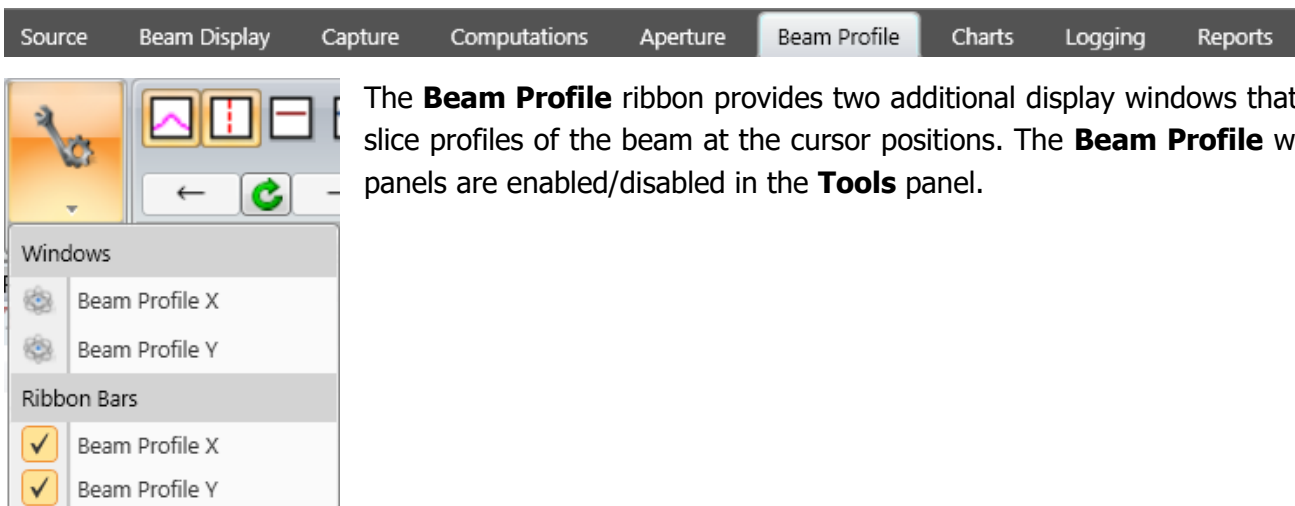 Source Beam Display Capture Computations Aperture Beam Profile Charts Logging Reports
The Beam Profile ribbon provides two additional display windows that
slice profiles of the beam at the cursor positions. The Beam Profile
panels are enabled/disabled in the Tools panel.
Windows
Beam Profile X
Beam Profile Y
Ribbon Bars
Beam Profile X
Beam Profile Y